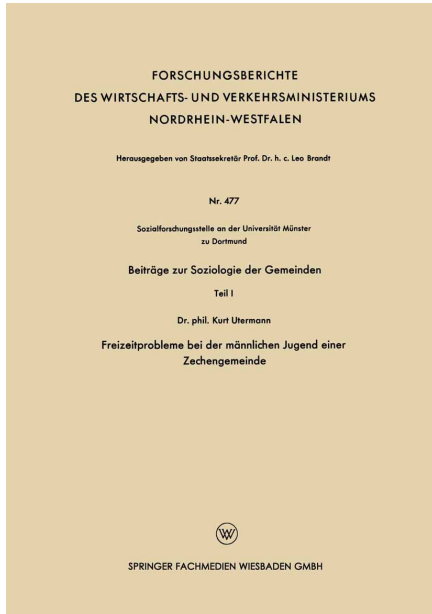 FORSCHUNGSBERICHTE
DES WIRTSCHAFTS- UND VERKEHRSMINISTERIUMS
NORDRHEIN-WESTFALEN
Herausgegeben von Staatssekretär Prof. Dr. h. c. Leo Brandt
Nr. 477
Sozialforschungsstelle an der Universität Münster
zu Dortmund
Beiträge zur Soziologie der Gemeinden
Teil I
Dr. phil. Kurt Utermann
Freizeitprobleme bei der männlichen Jugend einer
Zechengemeinde
W
SPRINGER FACHMEDIEN WIESBADEN GMBH